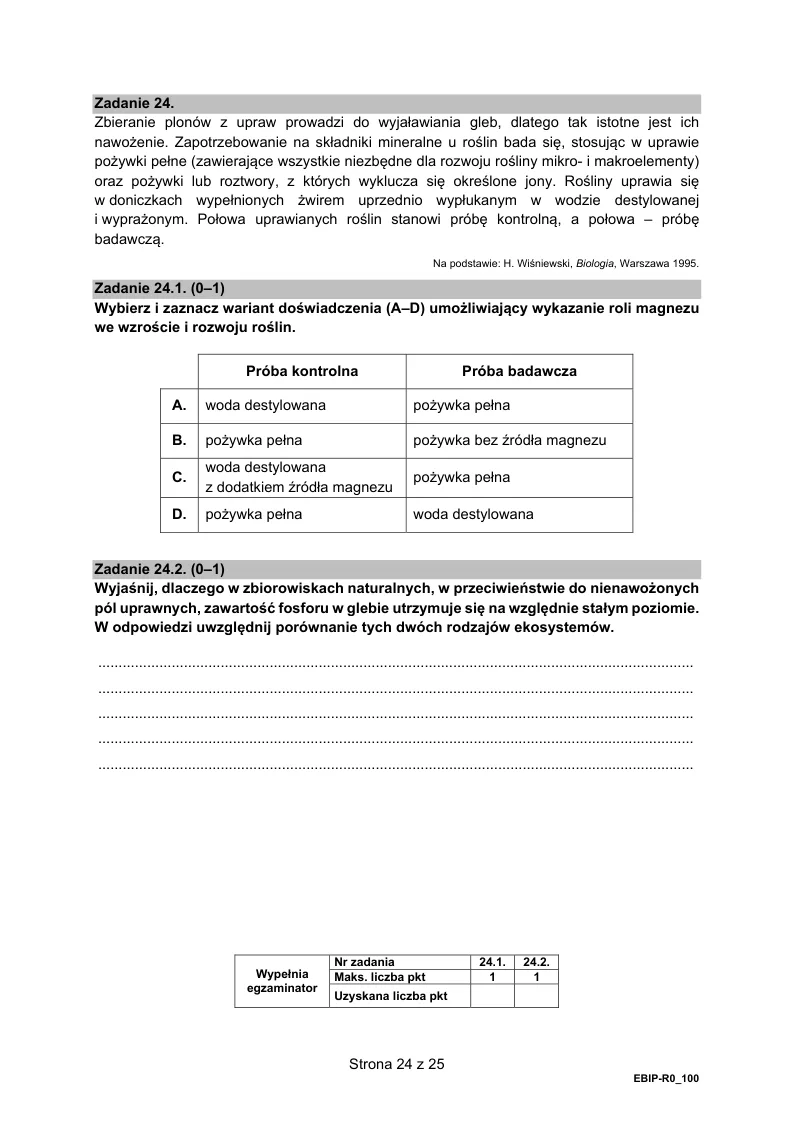 Zadanie 24.
Zbieranie plonów z upraw prowadzi do wyjaławiania gleb, dlatego tak istotne jest ich
nawożenie. Zapotrzebowanie na składniki mineralne u roślin bada się, stosując w uprawie
pożywki pełne (zawierające wszystkie niezbędne dla rozwoju rośliny mikro- i makroelementy)
oraz pożywki lub roztwory, z których wyklucza się określone jony. Rośliny uprawia się
w doniczkach wypełnionych żwirem uprzednio wypłukanym w wodzie destylowanej
i wyprażonym. Połowa uprawianych roślin stanowi próbę kontrolną, a połowa – próbę
badawczą.
Na podstawie: H. Wiśniewski, Biologia, Warszawa 1995.
Zadanie 24.1. (0–1)
Wybierz i zaznacz wariant doświadczenia (A–D) umożliwiający wykazanie roli magnezu
we wzroście i rozwoju roślin.
Próba kontrolna Próba badawcza
A. woda destylowana pożywka pełna
B. pożywka pełna pożywka bez źródła magnezu
C. woda destylowana
z dodatkiem źródła magnezu pożywka pełna
D. pożywka pełna woda destylowana
Zadanie 24.2. (0–1)
Wyjaśnij, dlaczego w zbiorowiskach naturalnych, w przeciwieństwie do nienawożonych
pól uprawnych, zawartość fosforu w glebie utrzymuje się na względnie stałym poziomie.
W odpowiedzi uwzględnij porównanie tych dwóch rodzajów ekosystemów.
Wypełnia
egzaminator
Nr zadania 24.1. 24.2.
Maks. liczba pkt 1 1
Uzyskana liczba pkt
Strona 24 z 25
EBIP-R0_100